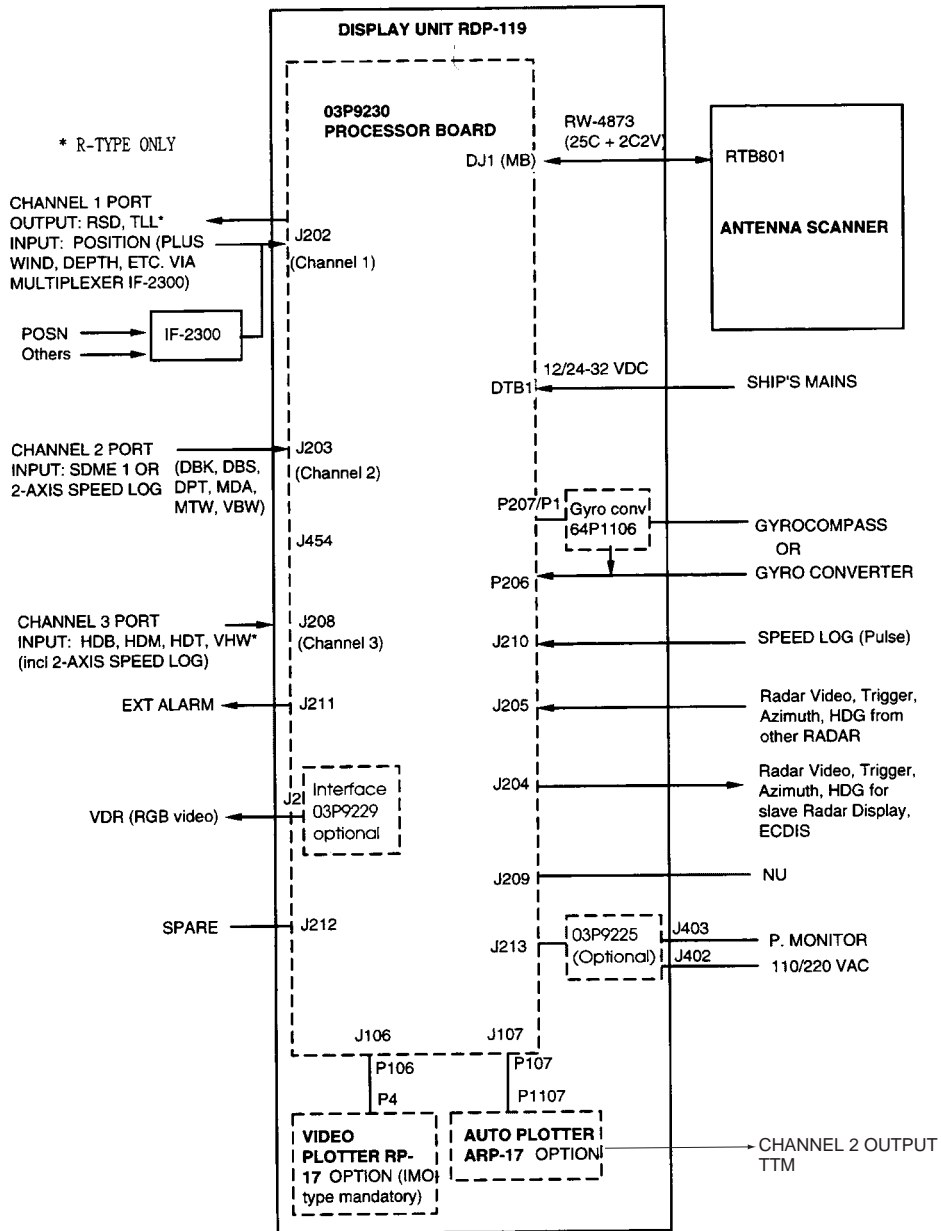 DISPLAY UNIT RDP-119
03P9230
PROCESSOR BOARD
* R-TYPE ONLY
RW-4873
(25C + 2C2V)
DJ1 (MB)
RTB801
ANTENNA SCANNER
CHANNEL 1 PORT
OUTPUT: RSD, TLL*
INPUT: POSITION (PLUS
WIND, DEPTH, ETC. VIA
MULTIPLEXER IF-2300)
J202
(Channel 1)
POSN
Others
IF-2300
12/24-32 VDC
DTB1
SHIP'S MAINS
CHANNEL 2 PORT
INPUT: SDME 1 OR
2-AXIS SPEED LOG
(DBK, DBS,
DPT, MDA,
MTW, VBW)
J203
(Channel 2)
P207/P1
Gyro conv
64P1106
GYROCOMPASS
OR
GYRO CONVERTER
J454
P206
CHANNEL 3 PORT
INPUT: HDB, HDM, HDT, VHW*
(incl 2-AXIS SPEED LOG)
J208
(Channel 3)
J210
SPEED LOG (Pulse)
EXT ALARM
J211
J205
Radar Video, Trigger,
Azimuth, HDG from
other RADAR
J2
Interface
03P9229
optional
VDR (RGB video)
J204
Radar Video, Trigger,
Azimuth, HDG for
slave Radar Display,
ECDIS
J209
NU
SPARE
J212
J213
03P9225
(Optional)
J403
P. MONITOR
J402
110/220 VAC
J106
J107
P106
P107
P4
P1107
VIDEO
PLOTTER RP-
17 OPTION (IMO
type mandatory)
AUTO PLOTTER
ARP-17 OPTION
CHANNEL 2 OUTPUT
TTM